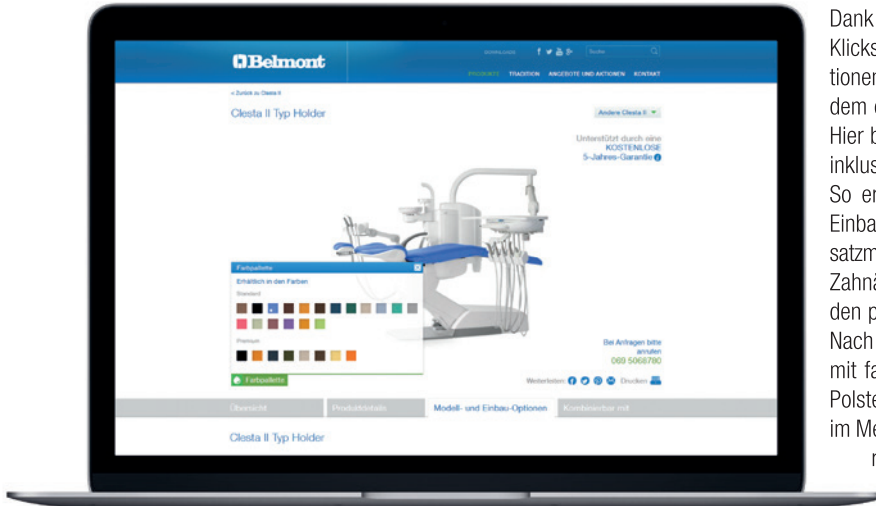 Belmont
DOWNLOADS
Suche
PRODUKTE TRADITION ANGEBOTE UND AKTIONEN KONTAKT
« Zurück zu Clesta II
Clesta II Typ Holder
Andere Clesta II
Unterstützt durch eine
KOSTENLOSE
5-Jahres-Garantie
Farbpalette
Erhältlich in den Farben
Standard
Premium
Farbpalette
Bei Anfragen bitte
anrufen
069 5068780
Weiterleiten
Drucken
Übersicht
Produktdetails
Modell- und Einbau-Optionen
Kombinierbar mit
Clesta II Typ Holder
Dank
Klicks
tionen
dem
Hier b
inklus
So er
Einba
satzm
Zahnä
den p
Nach
mit fa
Polste
im Me